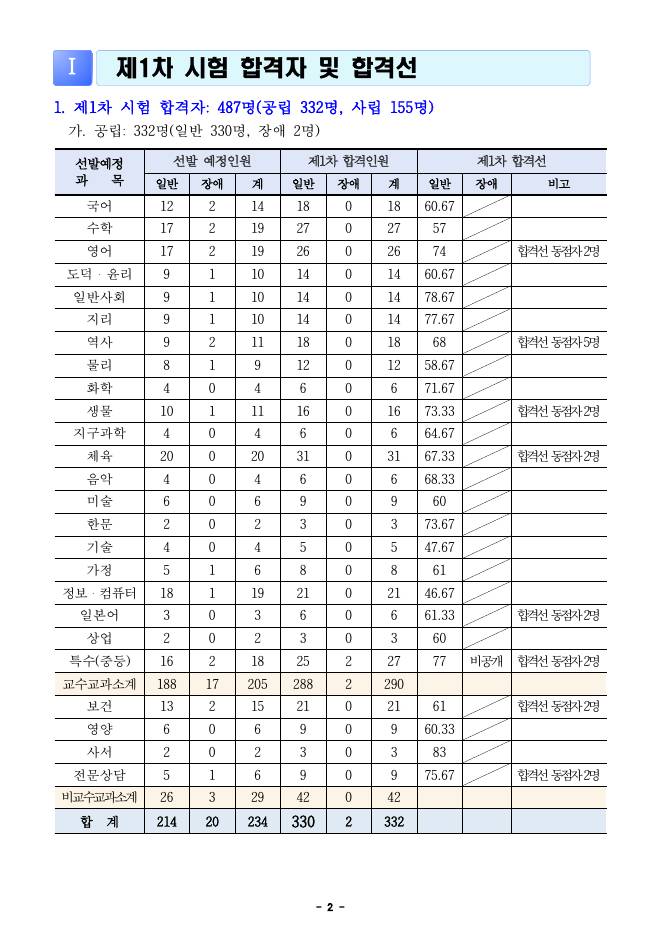 Ⅰ 제1차 시험 합격자 및 합격선
1. 제1차 시험 합격자: 487명(공립 332명, 사립 155명)
가. 공립: 332명(일반 330명, 장애 2명)
선발예정 과 목 선발 예정인원 제1차 합격인원 제1차 합격선
일반 장애 계 일반 장애 계 일반 장애 비고
국어 12 2 14 18 0 18 60.67
수학 17 2 19 27 0 27 57
영어 17 2 19 26 0 26 74 합격선 동점자 2명
도덕·윤리 9 1 10 14 0 14 60.67
일반사회 9 1 10 14 0 14 78.67
지리 9 1 10 14 0 14 77.67
역사 9 2 11 18 0 18 68 합격선 동점자 5명
물리 8 1 9 12 0 12 58.67
화학 4 0 4 6 0 6 71.67
생물 10 1 11 16 0 16 73.33 합격선 동점자 2명
지구과학 4 0 4 6 0 6 64.67
체육 20 0 20 31 0 31 67.33 합격선 동점자 2명
음악 4 0 4 6 0 6 68.33
미술 6 0 6 9 0 9 60
한문 2 0 2 3 0 3 73.67
기술 4 0 4 5 0 5 47.67
가정 5 1 6 8 0 8 61
정보·컴퓨터 18 1 19 21 0 21 46.67
일본어 3 0 3 6 0 6 61.33 합격선 동점자 2명
상업 2 0 2 3 0 3 60
특수(중등) 16 2 18 25 2 27 77 비공개 합격선 동점자 2명
교수교과소계 188 17 205 288 2 290
보건 13 2 15 21 0 21 61 합격선 동점자 2명
영양 6 0 6 9 0 9 60.33
사서 2 0 2 3 0 3 83
전문상담 5 1 6 9 0 9 75.67 합격선 동점자 2명
비교수교과소계 26 3 29 42 0 42
합 계 214 20 234 330 2 332
- 2 -